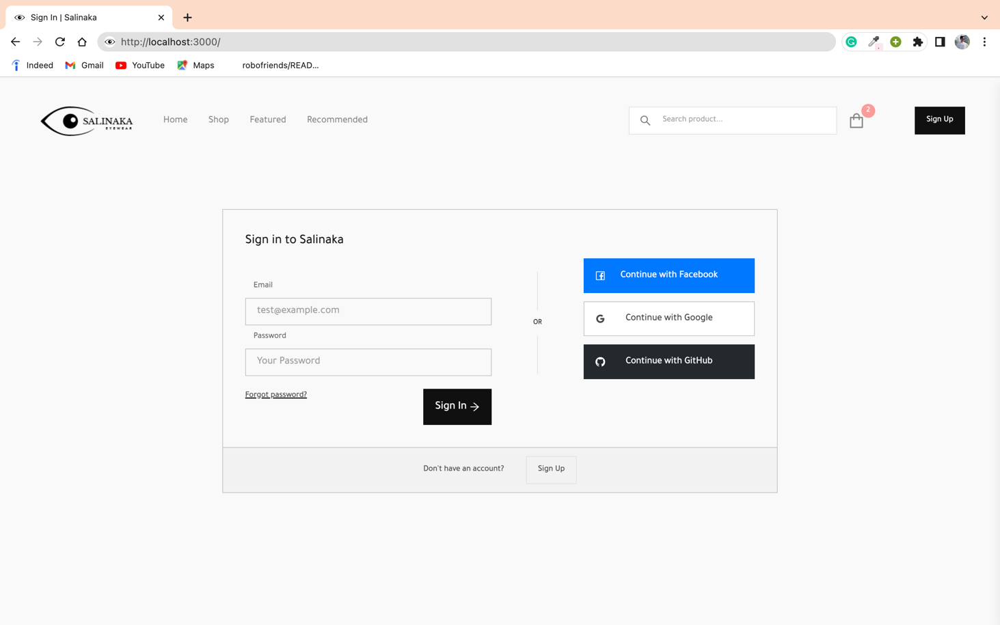 Sign In | Salinaka
http://localhost:3000/
Indeed
Gmail
YouTube
Maps
robofriends/READ...
SALINAKA
EYEWEAR
Home
Shop
Featured
Recommended
Search product...
2
Sign Up
Sign in to Salinaka
Email
test@example.com
Password
Your Password
Forgot password?
Sign In
OR
Continue with Facebook
Continue with Google
Continue with GitHub
Don't have an account?
Sign Up